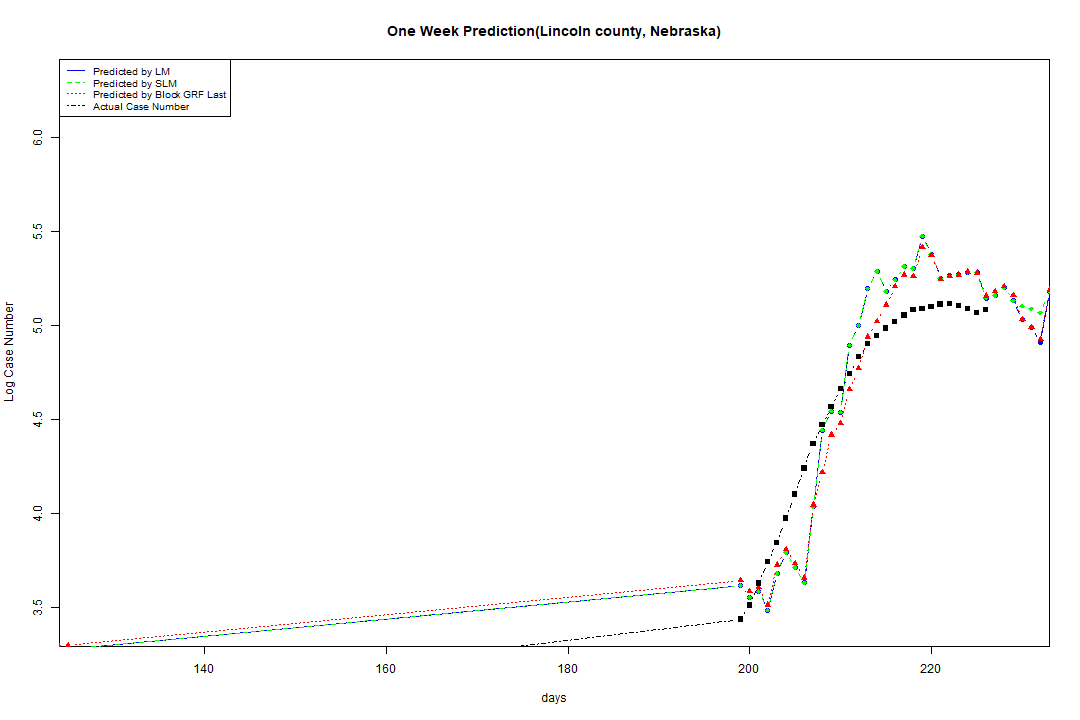 One Week Prediction(Lincoln county, Nebraska)
Predicted by LM
Predicted by SLM
Predicted by Block GRF Last
Actual Case Number
6.0
5.5
5.0
4.5
4.0
3.5
Log Case Number
140 160 180 200 220
days